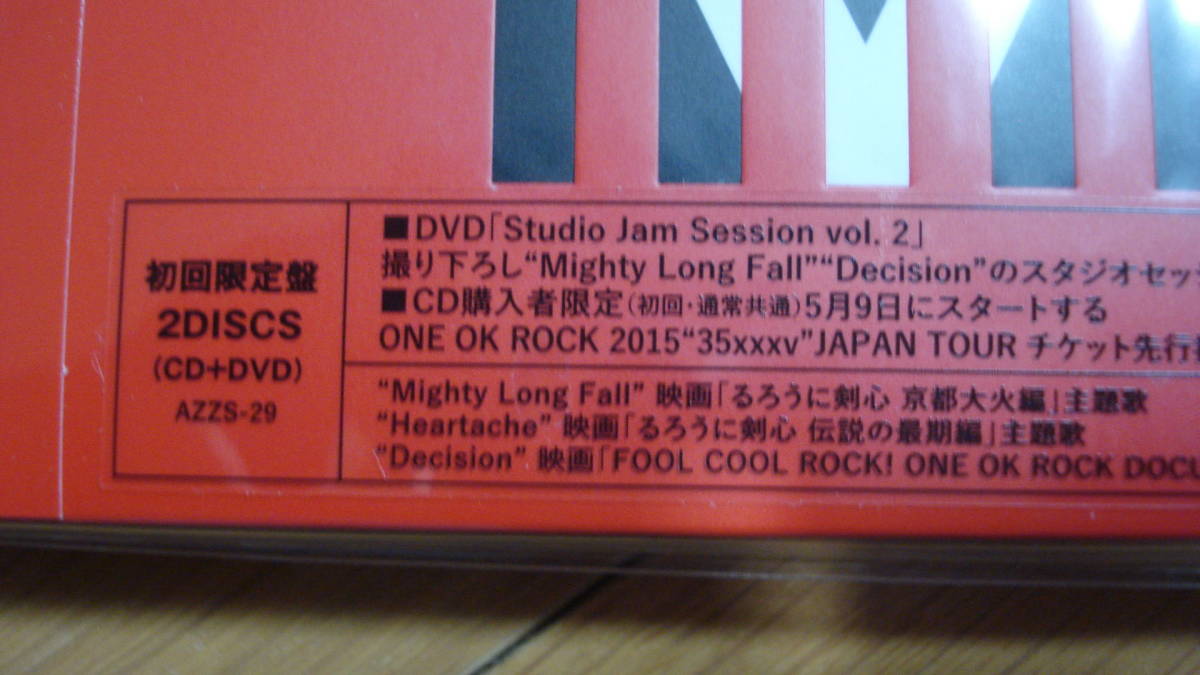 初回限定盤
2DISCS
(CD+DVD)
AZZS-29
■DVD「Studio Jam Session vol. 2」
撮り下ろし“Mighty Long Fall”“Decision”のスタジオセッ
■CD購入者限定(初回・通常共通)5月9日にスタートする
ONE OK ROCK 2015“35xxxv”JAPAN TOUR チケット先行
“Mighty Long Fall” 映画「るろうに剣心 京都大火編」主題歌
“Heartache” 映画「るろうに剣心 伝説の最期編」主題歌
“Decision” 映画「FOOL COOL ROCK! ONE OK ROCK DOCU